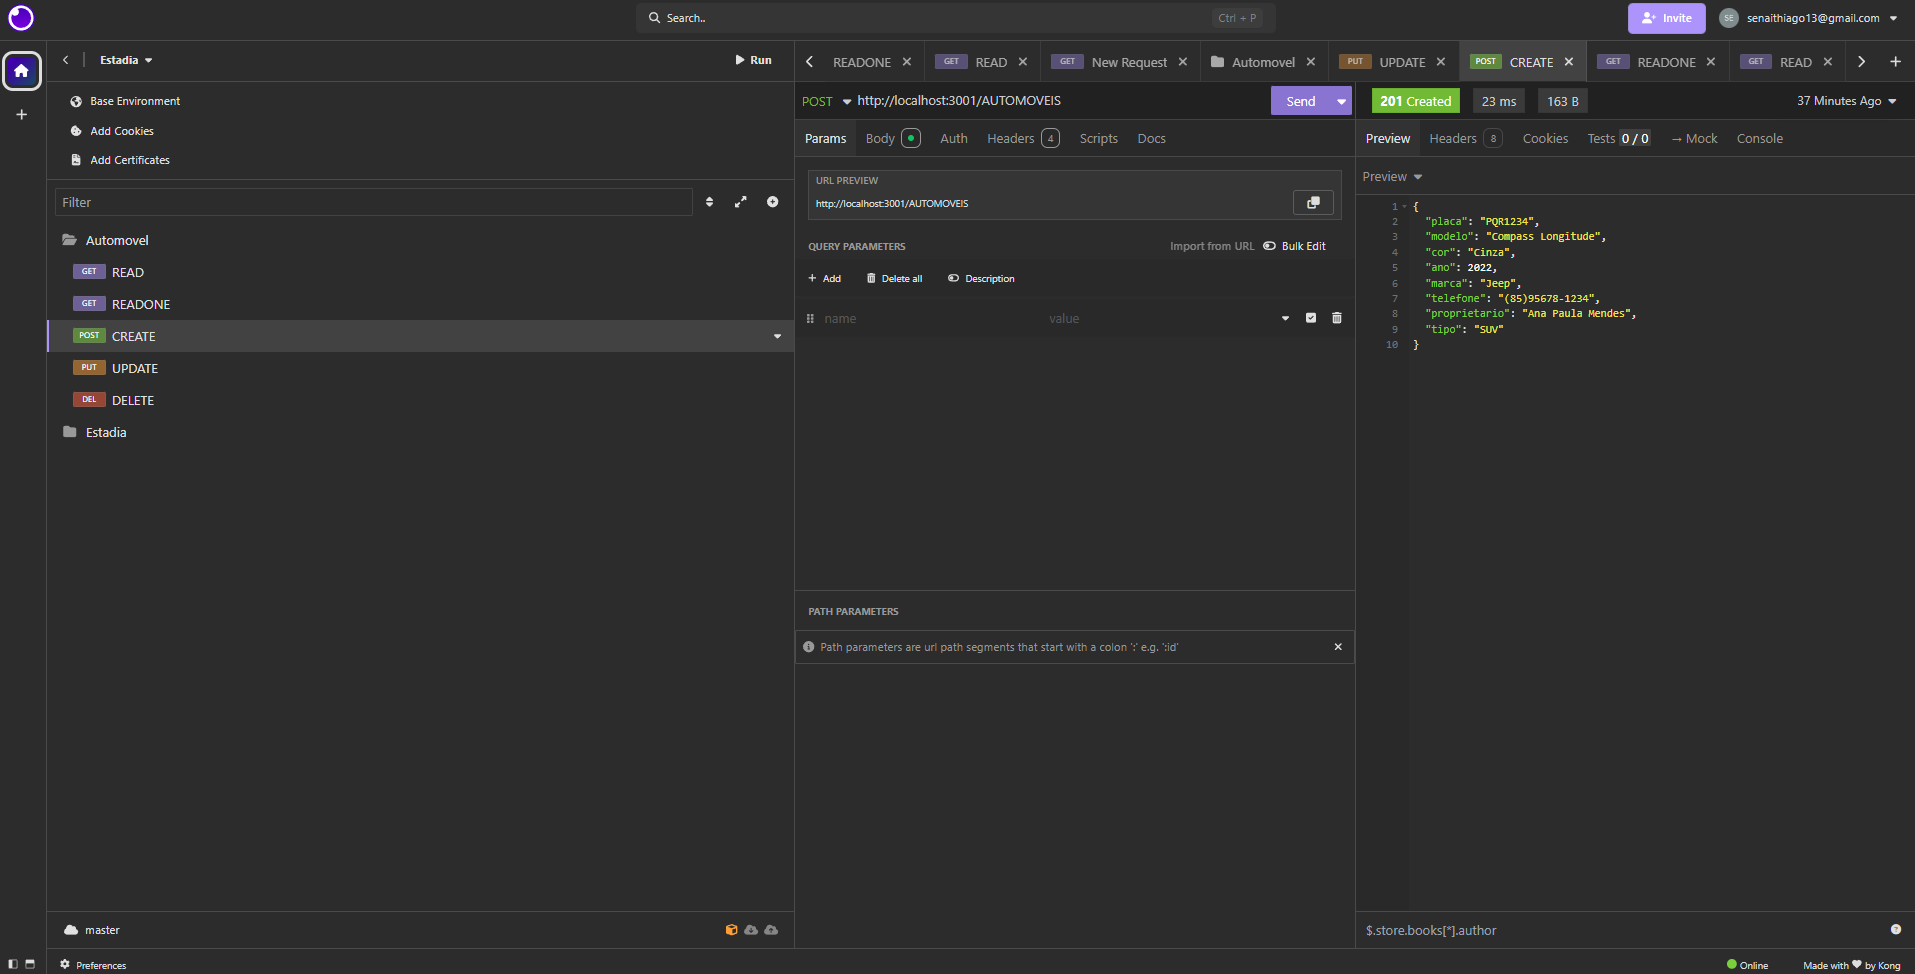 Search..
Ctrl + P
Invite
SE
senaithiago13@gmail.com
Estadia
Run
Base Environment
Add Cookies
Add Certificates
Filter
Automovel
GET READ
GET READONE
POST CREATE
PUT UPDATE
DEL DELETE
Estadia
master
Preferences
READONE
GET READ
GET New Request
Automovel
PUT UPDATE
POST CREATE
GET READONE
GET READ
POST http://localhost:3001/AUTOMOVEIS
Send
Params Body Auth Headers 4 Scripts Docs
URL PREVIEW
http://localhost:3001/AUTOMOVEIS
QUERY PARAMETERS
Import from URL Bulk Edit
Add Delete all Description
name value
PATH PARAMETERS
Path parameters are url path segments that start with a colon ':' e.g. ':id'
201 Created 23 ms 163 B 37 Minutes Ago
Preview Headers 8 Cookies Tests 0 / 0 → Mock Console
Preview
1 {
2 "placa": "PQR1234",
3 "modelo": "Compass Longitude",
4 "cor": "Cinza",
5 "ano": 2022,
6 "marca": "Jeep",
7 "telefone": "(85)95678-1234",
8 "proprietario": "Ana Paula Mendes",
9 "tipo": "SUV"
10 }
$.store.books[*].author
Online
Made with ❤ by Kong